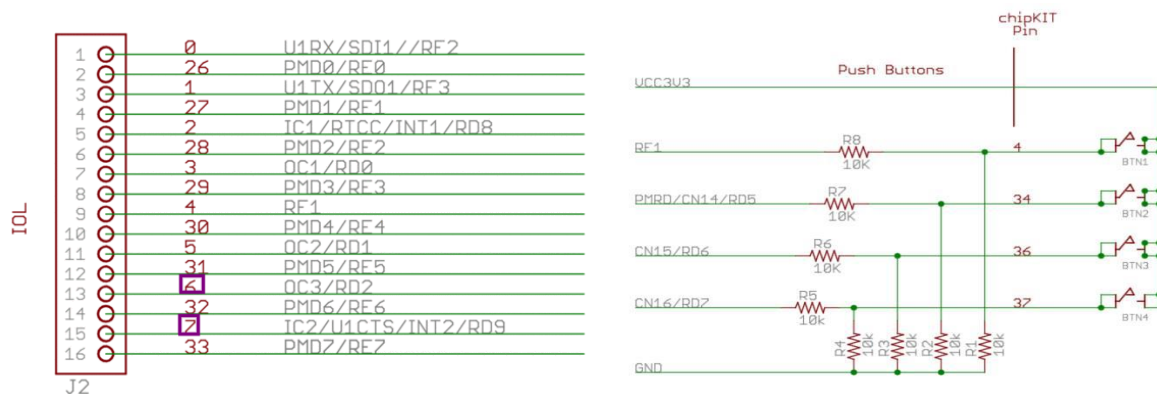 1 0 U1RX/SDI1//RF2
2 26 PMD0/RE0
3 1 U1TX/SDO1/RF3
4 27 PMD1/RE1
5 2 IC1/RTCC/INT1/RD8
6 28 PMD2/RE2
7 3 OC1/RD0
8 29 PMD3/RE3
9 4 RF1
10 30 PMD4/RE4
11 5 OC2/RD1
12 31 PMD5/RE5
13 6 OC3/RD2
14 32 PMD6/RE6
15 7 IC2/U1CTS/INT2/RD9
16 33 PMD7/RE7
IOL
J2
chipKIT
Pin
Push Buttons
VCC3V3
RF1 R8 10K 4 BTN1
PMRD/CN14/RD5 R7 10K 34 BTN2
CN15/RD6 R6 10K 36 BTN3
CN16/RD7 R5 10k 37 BTN4
R4 10k R3 10k R2 10k R1 10k
GND